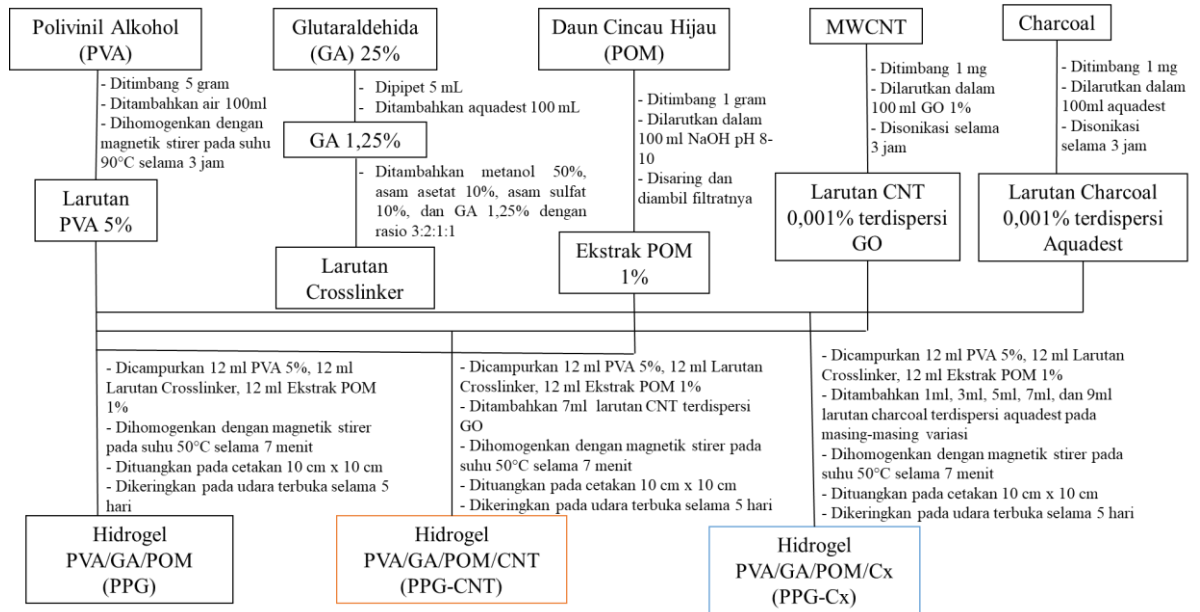 Polivinil Alkohol
(PVA)
- Ditimbang 5 gram
- Ditambahkan air 100ml
- Dihomogenkan dengan
magnetik stirer pada suhu
90°C selama 3 jam
Larutan
PVA 5%
Glutaraldehida
(GA) 25%
- Dipipet 5 mL
- Ditambahkan aquadest 100 mL
GA 1,25%
- Ditambahkan metanol 50%,
asam asetat 10%, asam sulfat
10%, dan GA 1,25% dengan
rasio 3:2:1:1
Larutan
Crosslinker
Daun Cincau Hijau
(POM)
- Ditimbang 1 gram
- Dilarutkan dalam
100 ml NaOH pH 8-
10
- Disaring dan
diambil filtratnya
Ekstrak POM
1%
MWCNT
- Ditimbang 1 mg
- Dilarutkan dalam
100 ml GO 1%
- Disonikasi selama
3 jam
Larutan CNT
0,001% terdispersi
GO
Charcoal
- Ditimbang 1 mg
- Dilarutkan dalam
100ml aquadest
- Disonikasi
selama 3 jam
Larutan Charcoal
0,001% terdispersi
Aquadest
- Dicampurkan 12 ml PVA 5%, 12 ml
Larutan Crosslinker, 12 ml Ekstrak POM
1%
- Dihomogenkan dengan magnetik stirer
pada suhu 50°C selama 7 menit
- Dituangkan pada cetakan 10 cm x 10 cm
- Dikeringkan pada udara terbuka selama 5
hari
Hidrogel
PVA/GA/POM
(PPG)
- Dicampurkan 12 ml PVA 5%, 12 ml Larutan
Crosslinker, 12 ml Ekstrak POM 1%
- Ditambahkan 7ml larutan CNT terdispersi
GO
- Dihomogenkan dengan magnetik stirer pada
suhu 50°C selama 7 menit
- Dituangkan pada cetakan 10 cm x 10 cm
- Dikeringkan pada udara terbuka selama 5 hari
Hidrogel
PVA/GA/POM/CNT
(PPG-CNT)
- Dicampurkan 12 ml PVA 5%, 12 ml Larutan
Crosslinker, 12 ml Ekstrak POM 1%
- Ditambahkan 1ml, 3ml, 5ml, 7ml, dan 9ml
larutan charcoal terdispersi aquadest pada
masing-masing variasi
- Dihomogenkan dengan magnetik stirer pada
suhu 50°C selama 7 menit
- Dituangkan pada cetakan 10 cm x 10 cm
- Dikeringkan pada udara terbuka selama 5 hari
Hidrogel
PVA/GA/POM/Cx
(PPG-Cx)